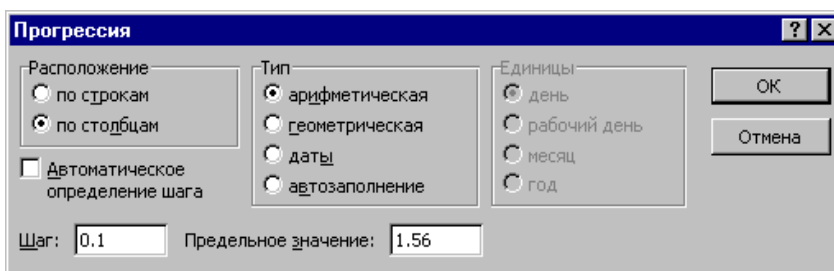 Прогрессия
Расположение
по строкам
по столбцам
Автоматическое
определение шага
Тип
арифметическая
геометрическая
даты
автозаполнение
Единицы
день
рабочий день
месяц
год
ОК
Отмена
Шаг: 0.1 Предельное значение: 1.56